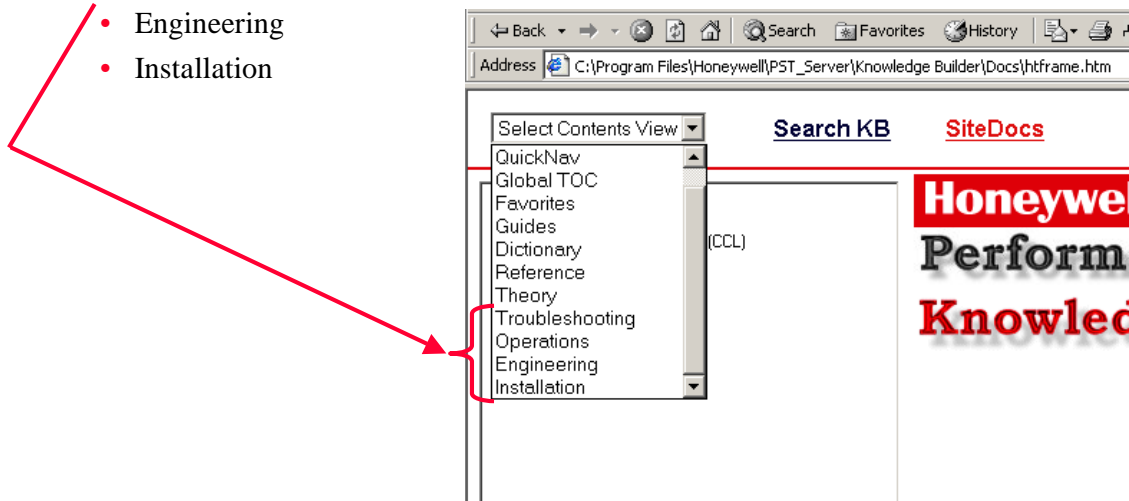 • Engineering
• Installation
Back Search Favorites History
Address C:\Program Files\Honeywell\PST_Server\Knowledge Builder\Docs\htframe.htm
Select Contents View Search KB SiteDocs
QuickNav
Global TOC
Favorites
Guides
Dictionary
Reference
Theory
Troubleshooting
Operations
Engineering
Installation
(CCL)
Honeywel
Perform
Knowled